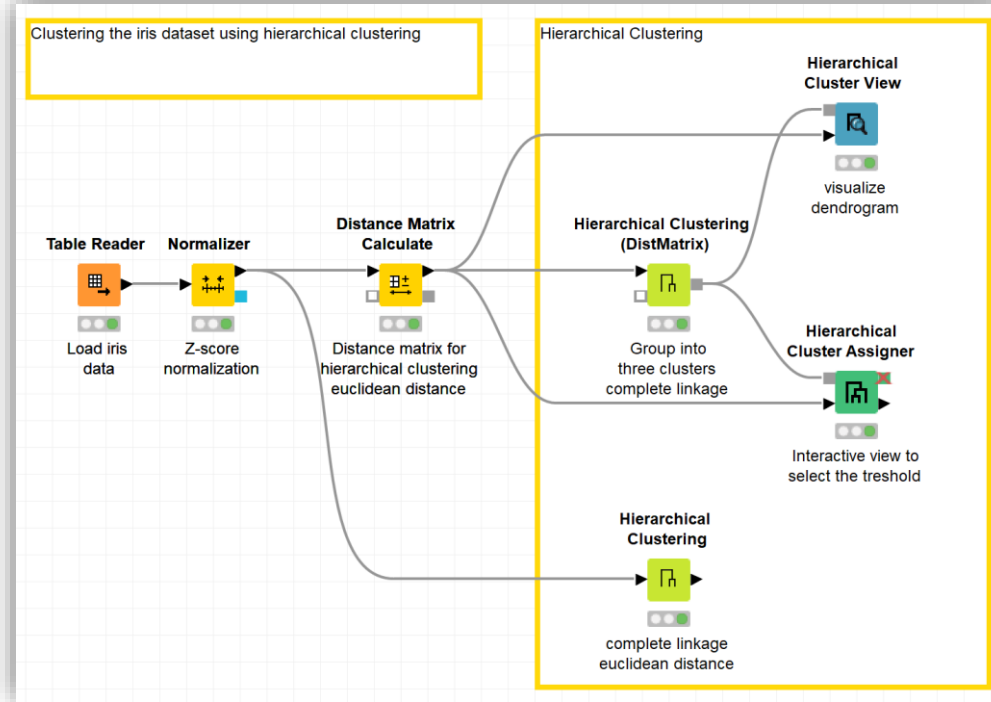 Clustering the iris dataset using hierarchical clustering
Hierarchical Clustering
Hierarchical
Cluster View
visualize
dendrogram
Table Reader
Load iris
data
Normalizer
Z-score
normalization
Distance Matrix
Calculate
Distance matrix for
hierarchical clustering
euclidean distance
Hierarchical Clustering
(DistMatrix)
Group into
three clusters
complete linkage
Hierarchical
Cluster Assigner
Interactive view to
select the treshold
Hierarchical
Clustering
complete linkage
euclidean distance